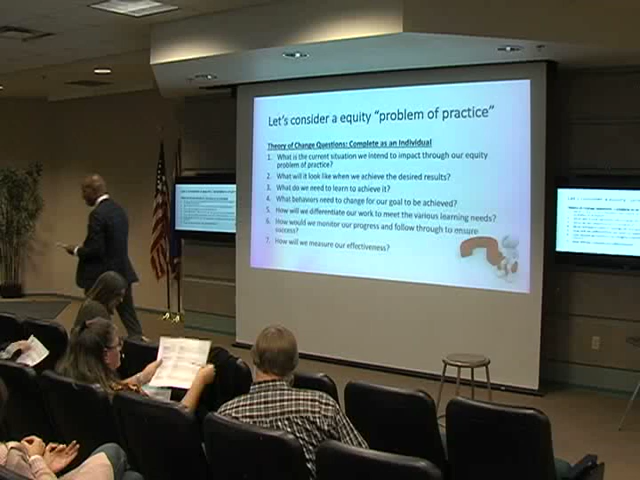 Let's consider a equity "problem of practice"
Theory of Change Questions: Complete as an Individual
1. What is the current situation we intend to impact through our equity
problem of practice?
2. What will it look like when we achieve the desired results?
3. What do we need to learn to achieve it?
4. What behaviors need to change for our goal to be achieved?
5. How will we differentiate our work to meet the various learning needs?
6. How would we monitor our progress and follow through to ensure
success?
7. How will we measure our effectiveness?